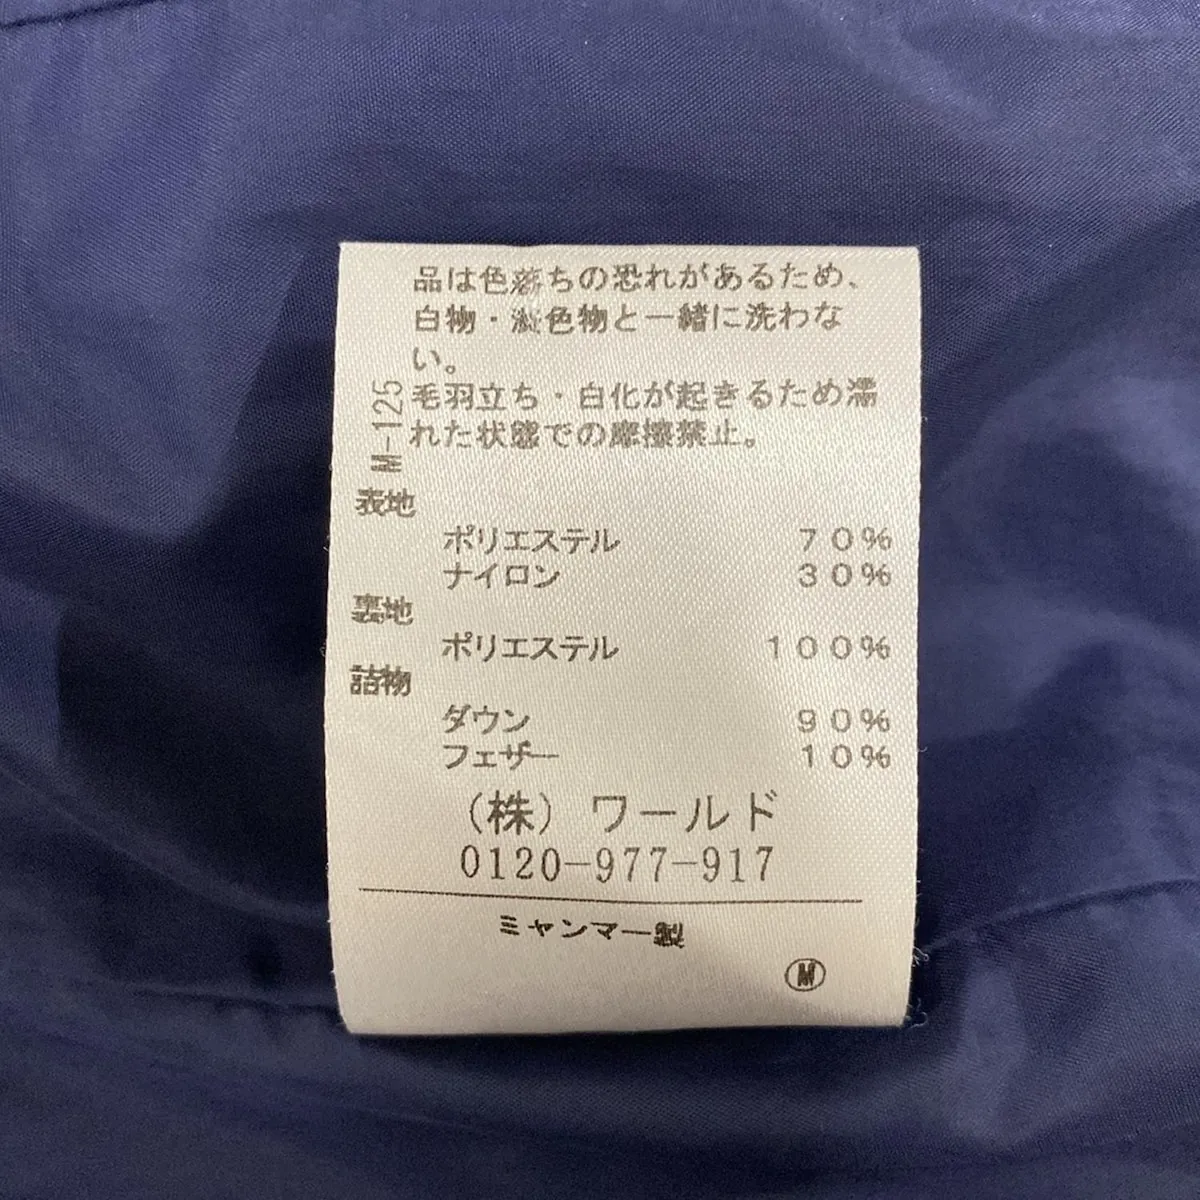 品は色落ちの恐れがあるため、
白物・淡色物と一緒に洗わな
い。
毛羽立ち・白化が起きるため濡
れた状態での摩擦禁止。
M-125
表地
ポリエステル ７０％
ナイロン ３０％
裏地
ポリエステル １００％
詰物
ダウン ９０％
フェザー １０％
（株）ワールド
0120-977-917
ミャンマー製
Ⓜ